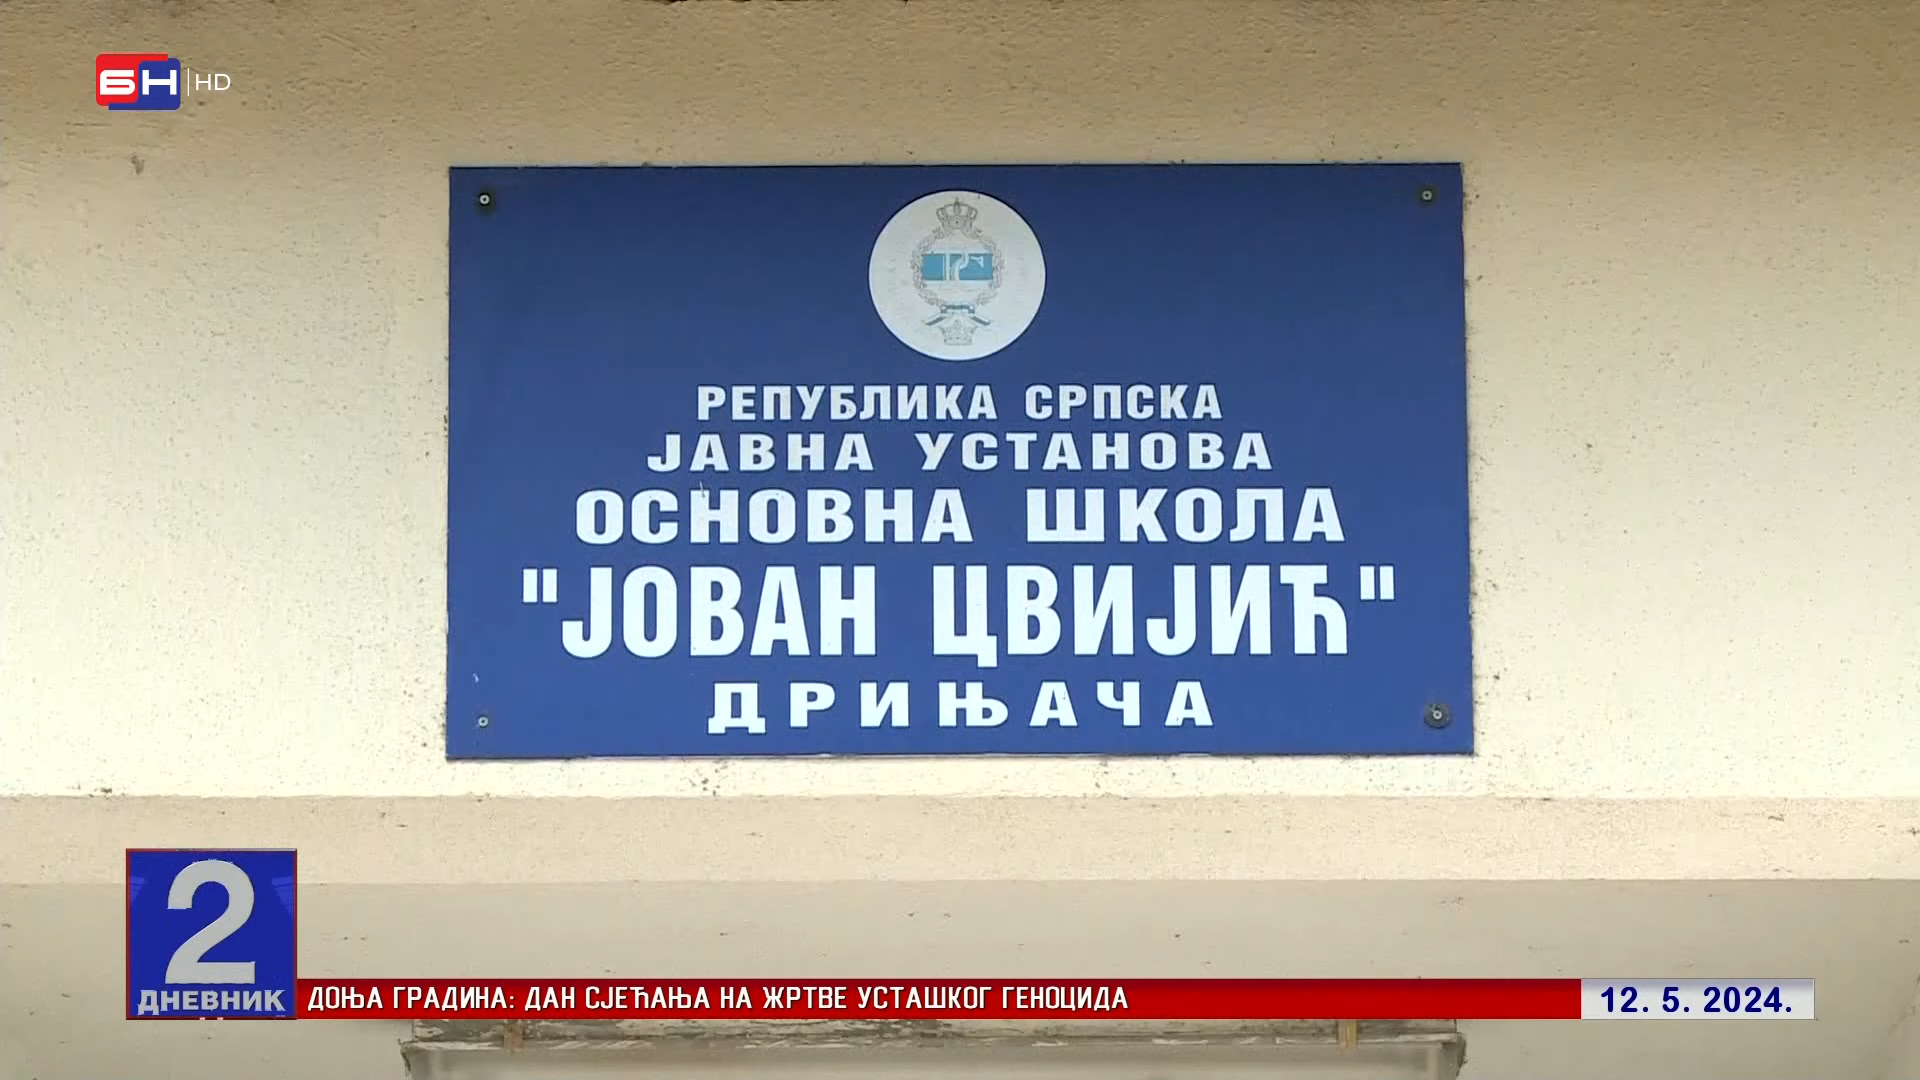 БН HD
РЕПУБЛИКА СРПСКА
ЈАВНА УСТАНОВА
ОСНОВНА ШКОЛА
"ЈОВАН ЦВИЈИЋ"
ДРИЊАЧА
2
ДНЕВНИК
ДОЊА ГРАДИНА: ДАН СЈЕЋАЊА НА ЖРТВЕ УСТАШКОГ ГЕНОЦИДА
12. 5. 2024.